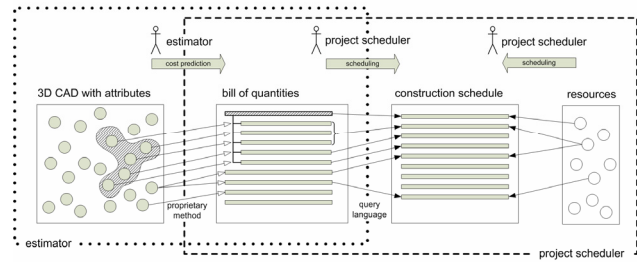 estimator
project scheduler
project scheduler
cost prediction
scheduling
scheduling
3D CAD with attributes
bill of quantities
construction schedule
resources
proprietary
method
query
language
estimator
project scheduler